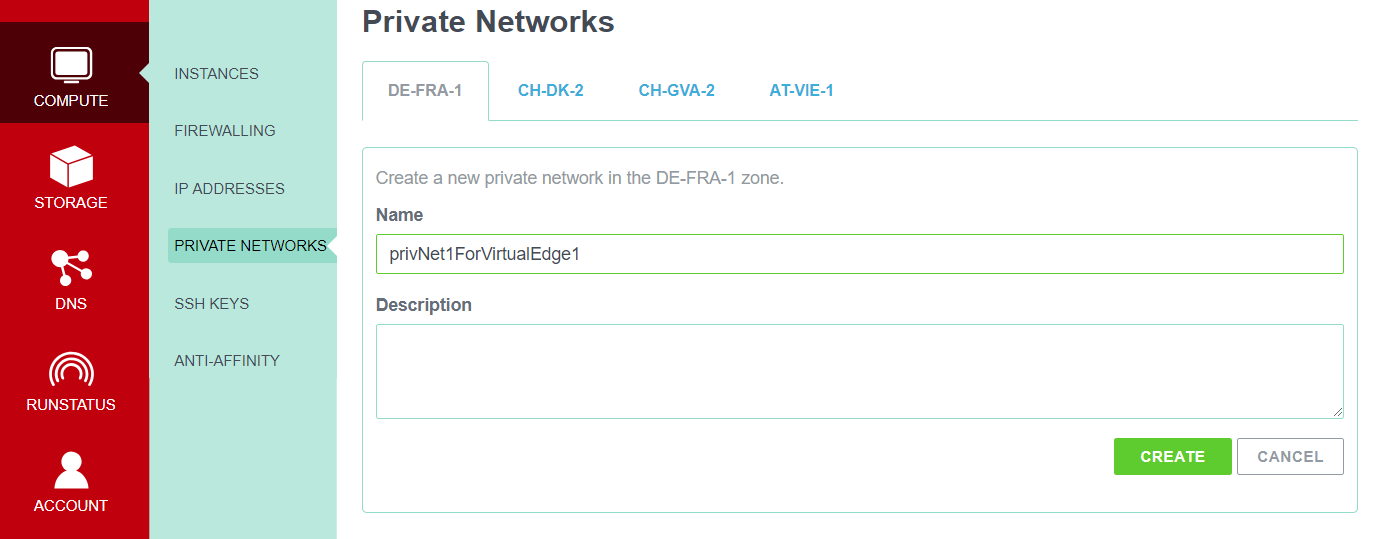 COMPUTE
STORAGE
DNS
RUNSTATUS
ACCOUNT
INSTANCES
FIREWALLING
IP ADDRESSES
PRIVATE NETWORKS
SSH KEYS
ANTI-AFFINITY
Private Networks
DE-FRA-1 CH-DK-2 CH-GVA-2 AT-VIE-1
Create a new private network in the DE-FRA-1 zone.
Name
privNet1ForVirtualEdge1
Description
CREATE CANCEL